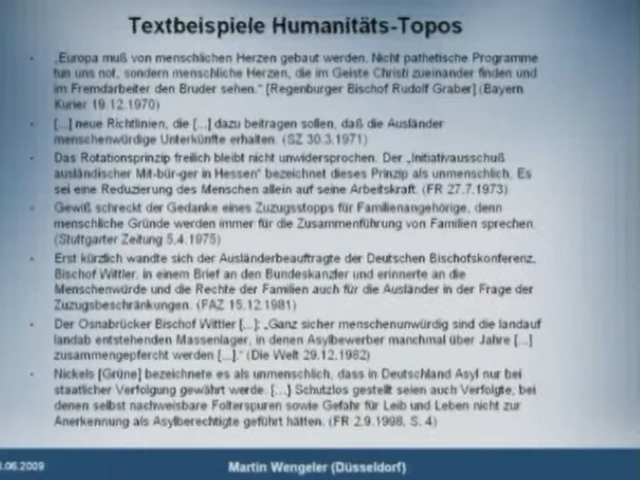 Textbeispiele Humanitäts-Topos
„Europa muß von menschlichen Herzen gebaut werden. Nicht pathetische Programme
tun uns not, sondern menschliche Herzen, die im Geiste Christi zueinander finden und
im Fremdarbeiter den Bruder sehen." [Regenburger Bischof Rudolf Graber] (Bayern
Kurier 19.12.1970)
[...] neue Richtlinien, die [...] dazu beitragen sollen, daß die Ausländer
menschenwürdige Unterkünfte erhalten. (SZ 30.3.1971)
Das Rotationsprinzip freilich bleibt nicht unwidersprochen. Der „Initiativausschuß
ausländischer Mit-bür-ger in Hessen" bezeichnet dieses Prinzip als unmenschlich. Es
sei eine Reduzierung des Menschen allein auf seine Arbeitskraft. (FR 27.7.1973)
Gewiß schreckt der Gedanke eines Zuzugsstopps für Familienangehörige, denn
menschliche Gründe werden immer für die Zusammenführung von Familien sprechen.
(Stuttgarter Zeitung 5.4.1975)
Erst kürzlich wandte sich der Ausländerbeauftragte der Deutschen Bischofskonferenz,
Bischof Wittler, in einem Brief an den Bundeskanzler und erinnerte an die
Menschenwürde und die Rechte der Familien auch für die Ausländer in der Frage der
Zuzugsbeschränkungen. (FAZ 15.12.1981)
Der Osnabrücker Bischof Wittler [...]: „Ganz sicher menschenunwürdig sind die landauf
landab entstehenden Massenlager, in denen Asylbewerber manchmal über Jahre [...]
zusammengepfercht werden [...]." (Die Welt 29.12.1982)
Nickels [Grüne] bezeichnete es als unmenschlich, dass in Deutschland Asyl nur bei
staatlicher Verfolgung gewährt werde. [...] Schutzlos gestellt seien auch Verfolgte, bei
denen selbst nachweisbare Folterspuren sowie Gefahr für Leib und Leben nicht zur
Anerkennung als Asylberechtigte geführt hätten. (FR 2.9.1998, S. 4)
.06.2009 Martin Wengeler (Düsseldorf)